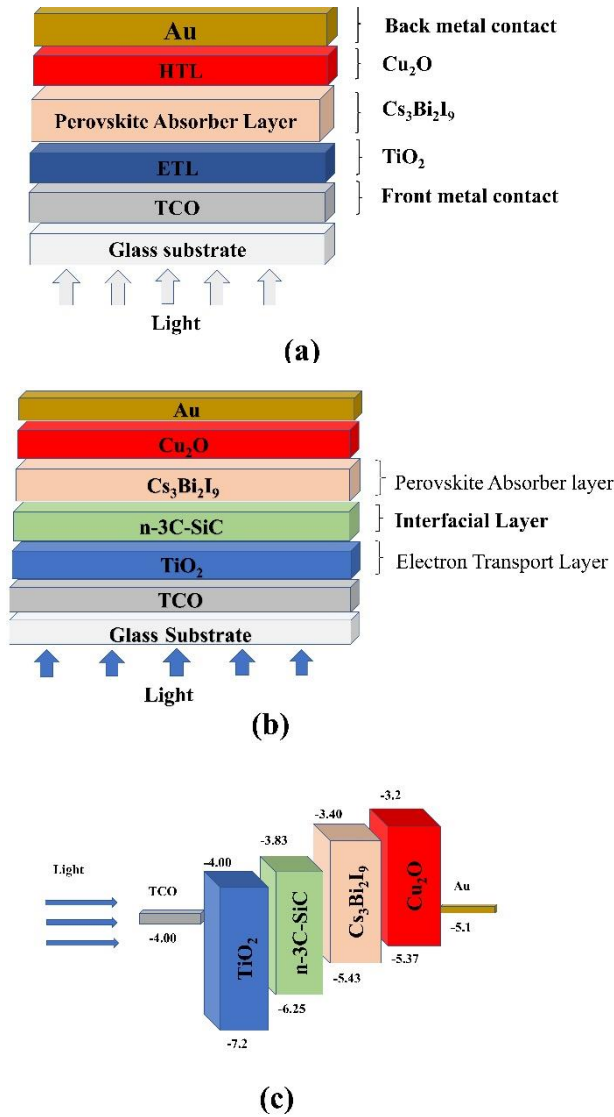 Au
Back metal contact
HTL
Cu₂O
Perovskite Absorber Layer
Cs₃Bi₂I₉
ETL
TiO₂
TCO
Front metal contact
Glass substrate
Light
(a)
Au
Cu₂O
Cs₃Bi₂I₉
Perovskite Absorber layer
n-3C-SiC
Interfacial Layer
TiO₂
Electron Transport Layer
TCO
Glass Substrate
Light
(b)
Light
TCO
-4.00
-4.00
TiO₂
-7.2
-3.83
n-3C-SiC
-6.25
-3.40
Cs₃Bi₂I₉
-5.43
-3.2
Cu₂O
-5.37
Au
-5.1
(c)